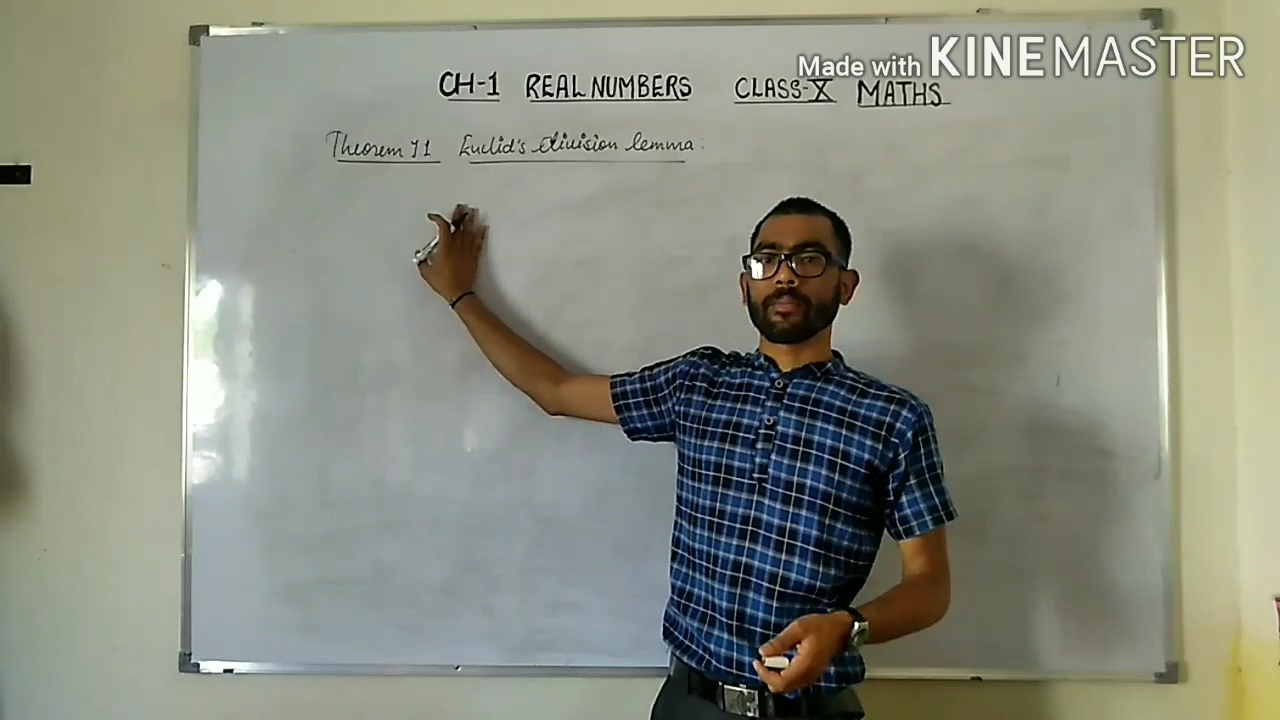 Made with KINEMASTER
CH-1 REAL NUMBERS CLASS-X MATHS
Theorem 1.1 Euclid's division lemma: